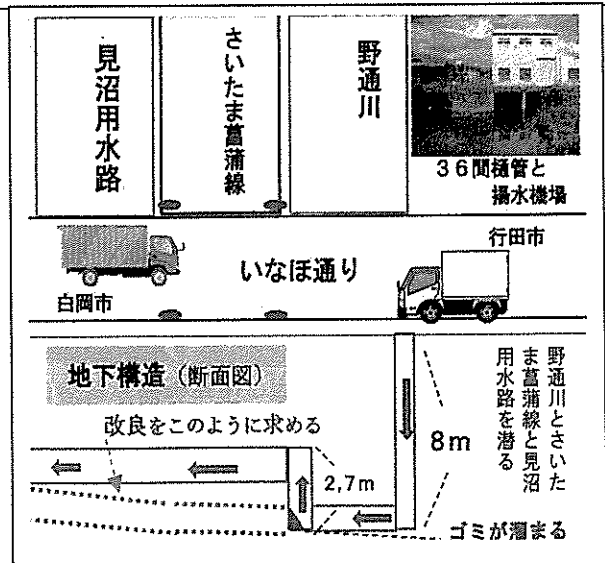 見沼用水路
さいたま菖蒲線
野通川
36間樋管と
揚水機場
行田市
いなほ通り
白岡市
野通川とさいた
ま菖蒲線と見沼
用水路を潜る
地下構造（断面図）
改良をこのように求める
8m
2,7m
ゴミが溜まる